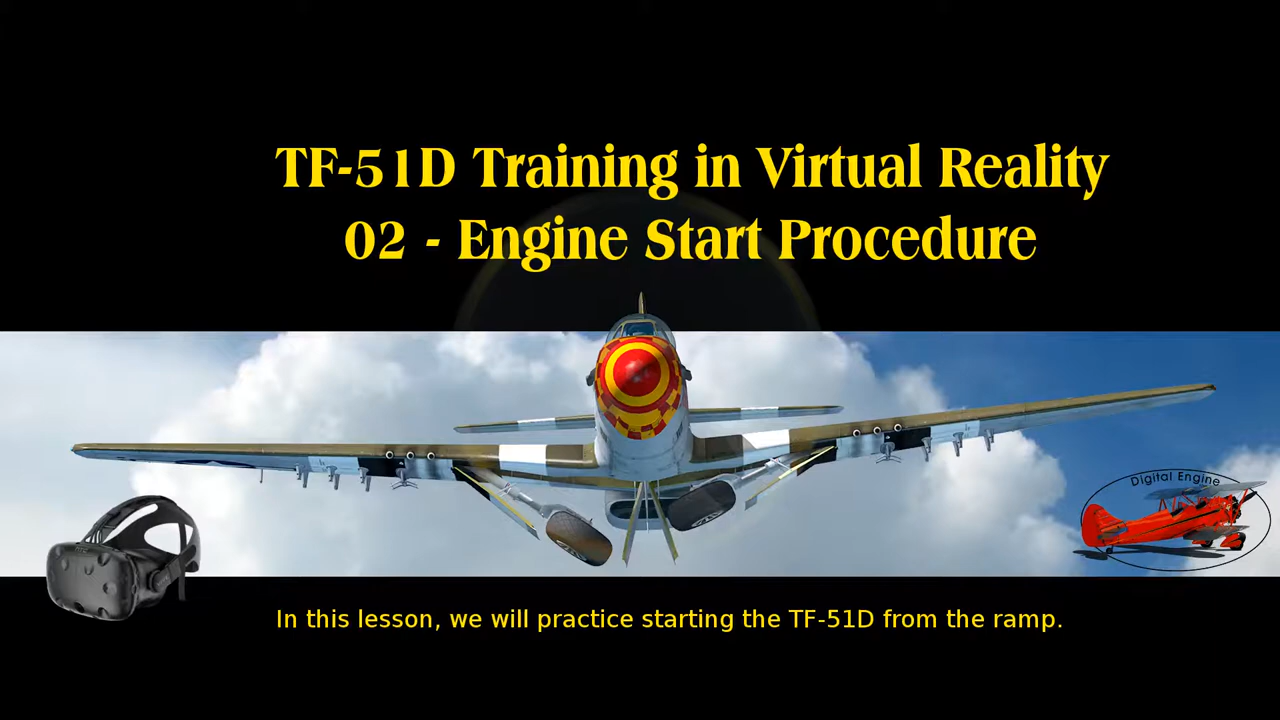 TF-51D Training in Virtual Reality
02 - Engine Start Procedure
Digital Engine
In this lesson, we will practice starting the TF-51D from the ramp.